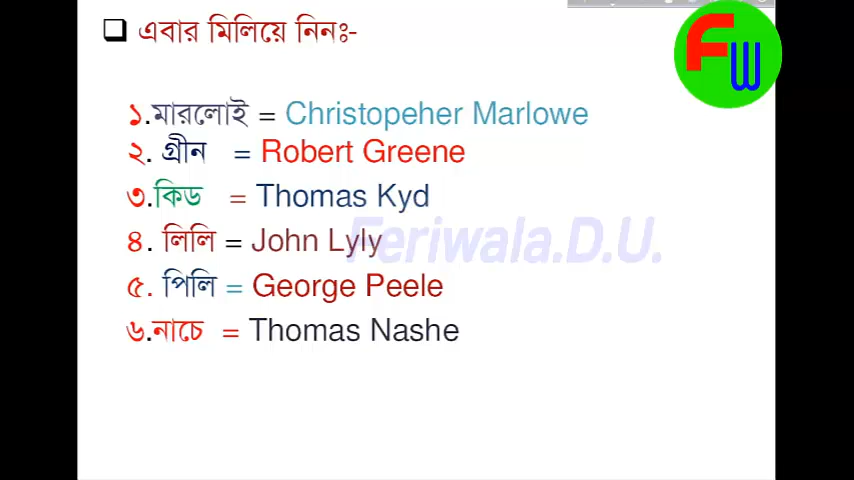 এবার মিলিয়ে নিনঃ-
FW
১.মারলোই = Christopeher Marlowe
২. গ্রীন = Robert Greene
৩.কিড = Thomas Kyd
৪. লিলি = John Lyly
Feriwala.D.U.
৫. পিলি = George Peele
৬.নাচে = Thomas Nashe